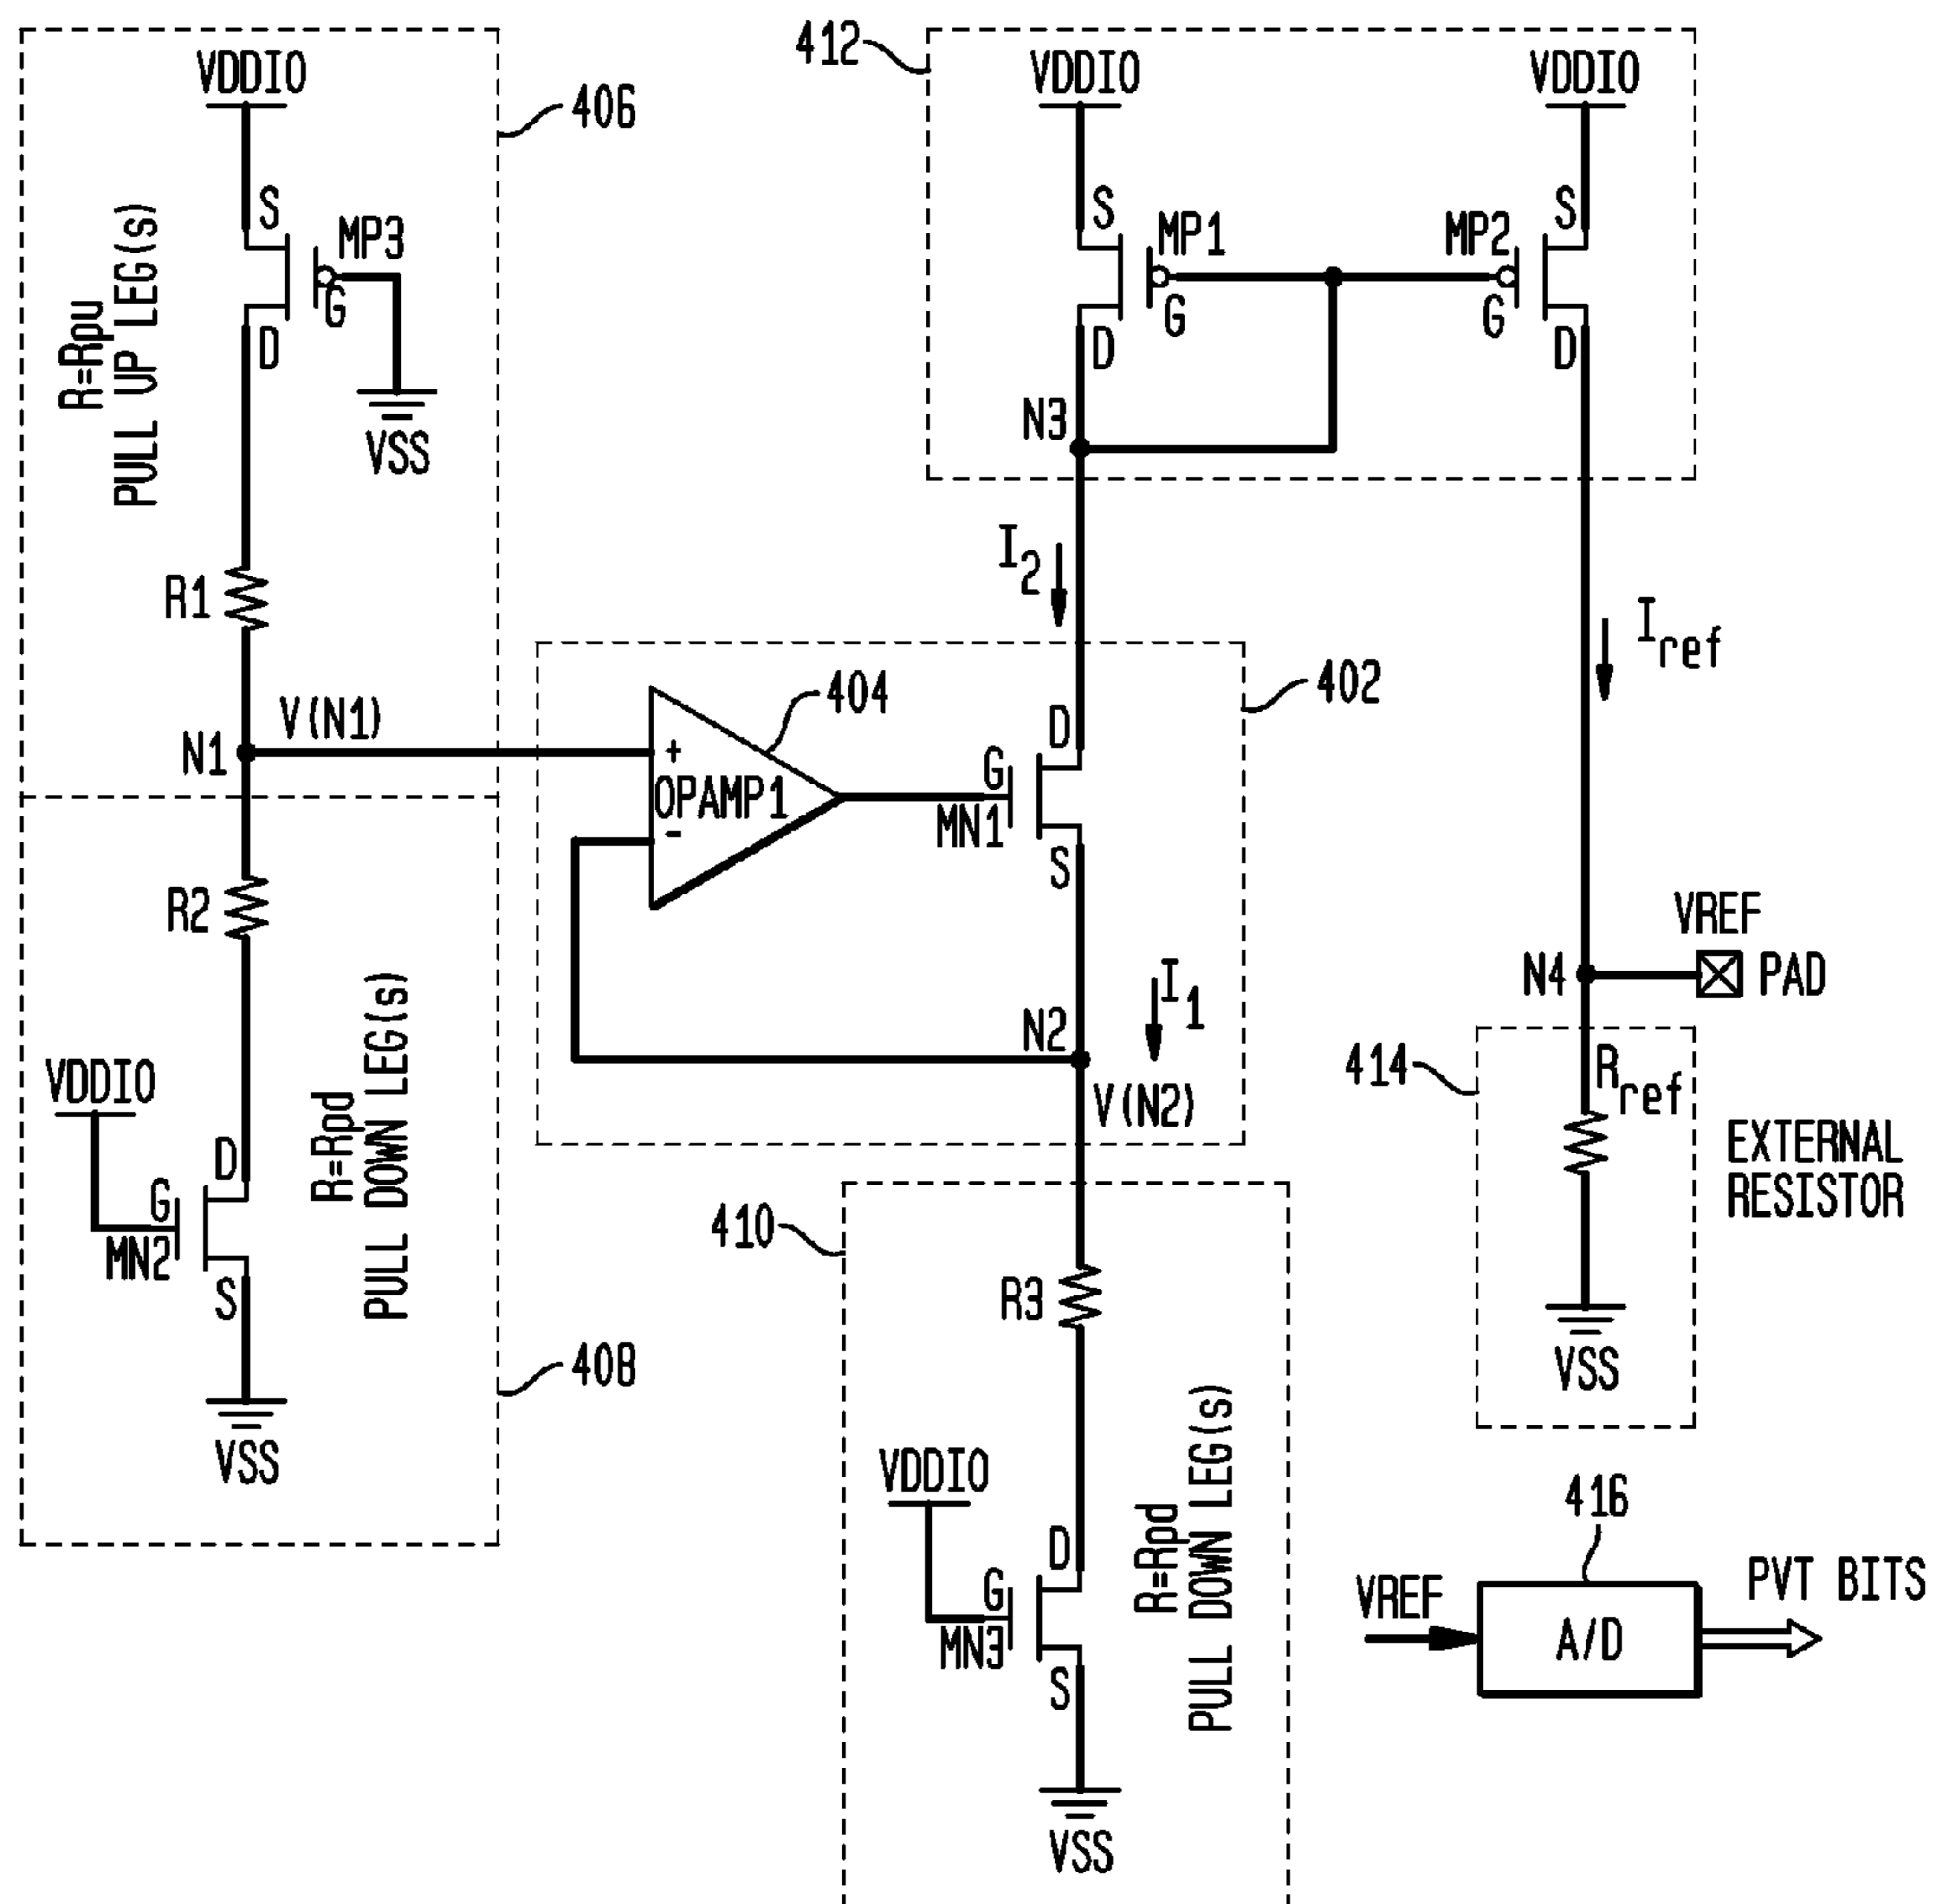 412
VDDIO
VDDIO
VDDIO
406
S
MP3
G
D
R=Rpu
PULL UP LEG(s)
VSS
S
MP1
G
D
MP2
S
G
D
N3
I2
Iref
R1
404
402
N1
V(N1)
+
OPAMP1
-
D
G
MN1
S
R2
I1
N2
V(N2)
VREF
N4
PAD
414
Rref
EXTERNAL
RESISTOR
VSS
VDDIO
R=Rpd
PULL DOWN LEG(s)
D
G
MN2
S
408
VSS
410
R3
VDDIO
D
G
MN3
S
R=Rpd
PULL DOWN LEG(s)
VSS
416
VREF
A/D
PVT BITS